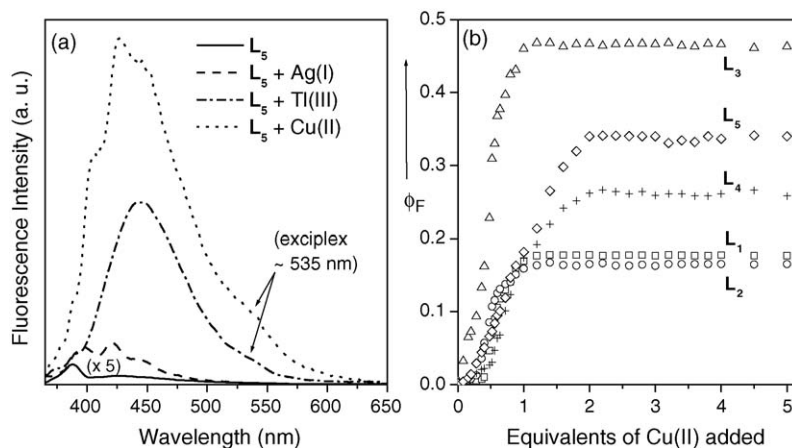 (a)
L5
L5 + Ag(I)
L5 + Tl(III)
L5 + Cu(II)
(exciplex
~ 535 nm)
(x 5)
Fluorescence Intensity (a. u.)
400 450 500 550 600 650
Wavelength (nm)
(b)
0.5
0.4
0.3
0.2
0.1
0.0
ϕF
L3
L5
L4
L1
L2
0 1 2 3 4 5
Equivalents of Cu(II) added